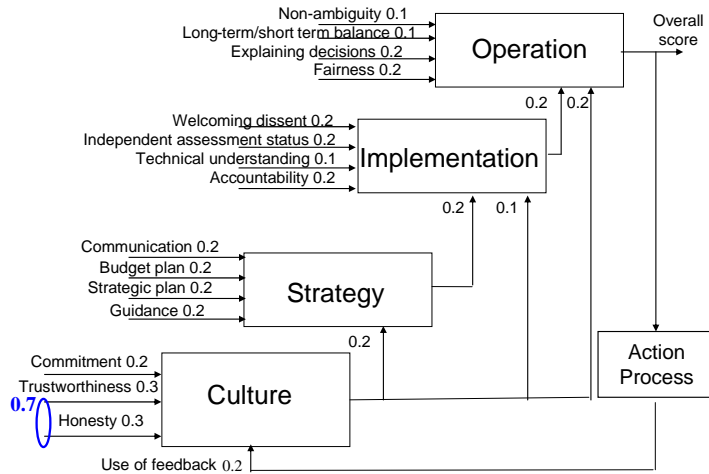 Non-ambiguity 0.1
Long-term/short term balance 0.1
Explaining decisions 0.2
Fairness 0.2
Operation
Overall
score
0.2
0.2
Welcoming dissent 0.2
Independent assessment status 0.2
Technical understanding 0.1
Accountability 0.2
Implementation
0.2
0.1
Communication 0.2
Budget plan 0.2
Strategic plan 0.2
Guidance 0.2
Strategy
0.2
Action
Process
Commitment 0.2
Trustworthiness 0.3
0.7
Honesty 0.3
Culture
Use of feedback 0.2